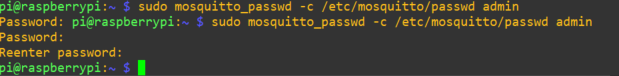 pi@raspberrypi:~ $ sudo mosquitto_passwd -c /etc/mosquitto/passwd admin
Password: pi@raspberrypi:~ $ sudo mosquitto_passwd -c /etc/mosquitto/passwd admin
Password:
Reenter password:
pi@raspberrypi:~ $